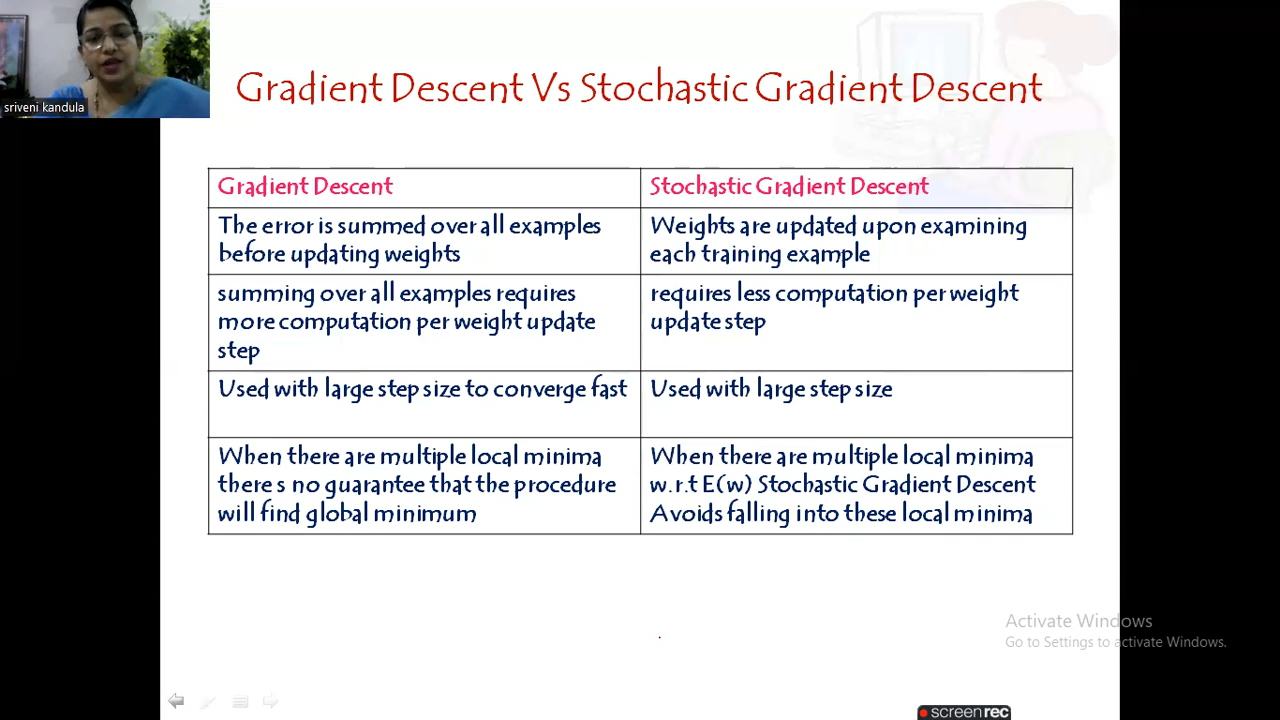 sriveni kandula
Gradient Descent Vs Stochastic Gradient Descent
Gradient Descent
Stochastic Gradient Descent
The error is summed over all examples
before updating weights
Weights are updated upon examining
each training example
summing over all examples requires
more computation per weight update
step
requires less computation per weight
update step
Used with large step size to converge fast
Used with large step size
When there are multiple local minima
there s no guarantee that the procedure
will find global minimum
When there are multiple local minima
w.r.t E(w) Stochastic Gradient Descent
Avoids falling into these local minima
Activate Windows
Go to Settings to activate Windows.
screenrec